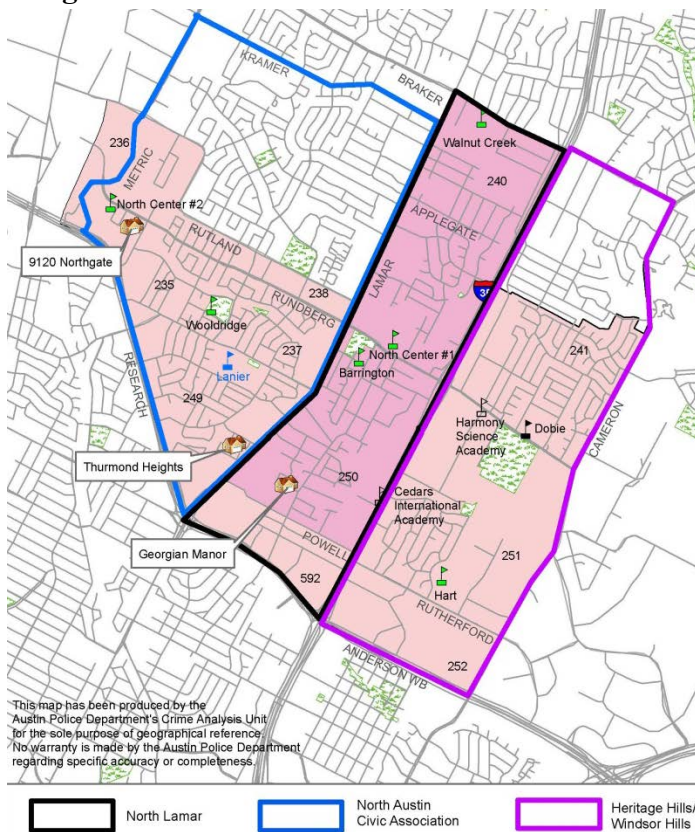 KRAMER
BRAKER
236
METRIC
Walnut Creek
240
North Center #2
APPLEGATE
RUTLAND
9120 Northgate
LAMAR
235
238
RUNDBERG
35
Wooldridge
237
North Center #1
Barrington
241
Lanier
RESEARCH
249
Harmony
Science
Academy
Dobie
CAMERON
Thurmond Heights
250
Cedars
International
Academy
Georgian Manor
POWELL
251
592
Hart
RUTHERFORD
ANDERSON WB
252
This map has been produced by the
Austin Police Department's Crime Analysis Unit
for the sole purpose of geographical reference.
No warranty is made by the Austin Police Department
regarding specific accuracy or completeness.
North Lamar
North Austin
Civic Association
Heritage Hills/
Windsor Hills